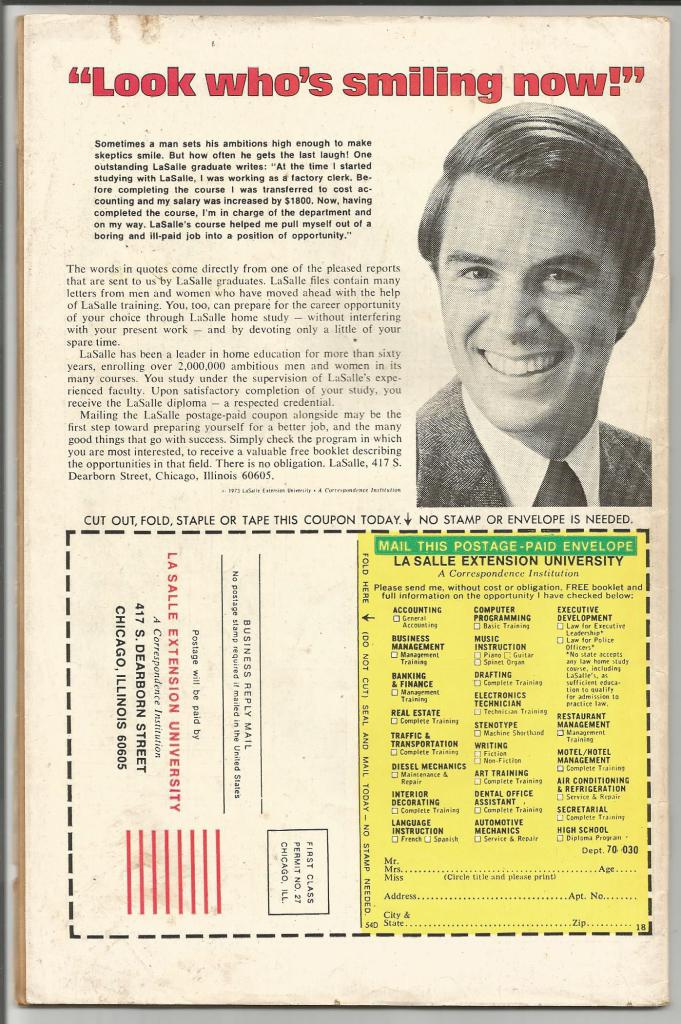 “Look who’s smiling now!”
Sometimes a man sets his ambitions high enough to make
skeptics smile. But how often he gets the last laugh! One
outstanding LaSalle graduate writes: “At the time I started
studying with LaSalle, I was working as a factory clerk. Be-
fore completing the course I was transferred to cost ac-
counting and my salary was increased by $1800. Now, having
completed the course, I’m in charge of the department and
on my way. LaSalle’s course helped me pull myself out of a
boring and ill-paid job into a position of opportunity.”
The words in quotes come directly from one of the pleased reports
that are sent to us by LaSalle graduates. LaSalle files contain many
letters from men and women who have moved ahead with the help
of LaSalle training. You, too, can prepare for the career opportunity
of your choice through LaSalle home study — without interfering
with your present work — and by devoting only a little of your
spare time.
LaSalle has been a leader in home education for more than sixty
years, enrolling over 2,000,000 ambitious men and women in its
many courses. You study under the supervision of LaSalle’s expe-
rienced faculty. Upon satisfactory completion of your study, you
receive the LaSalle diploma — a respected credential.
Mailing the LaSalle postage-paid coupon alongside may be the
first step toward preparing yourself for a better job, and the many
good things that go with success. Simply check the program in which
you are most interested, to receive a valuable free booklet describing
the opportunities in that field. There is no obligation. LaSalle, 417 S.
Dearborn Street, Chicago, Illinois 60605.
1973 LaSalle Extension University • A Correspondence Institution
CUT OUT, FOLD, STAPLE OR TAPE THIS COUPON TODAY. ↓ NO STAMP OR ENVELOPE IS NEEDED.
BUSINESS REPLY MAIL
No postage stamp required if mailed in the United States
Postage will be paid by
LA SALLE EXTENSION UNIVERSITY
A Correspondence Institution
417 S. DEARBORN STREET
CHICAGO, ILLINOIS 60605
FIRST CLASS
PERMIT NO. 27
CHICAGO, ILL.
FOLD HERE ↓ (DO NOT CUT) SEAL AND MAIL TODAY — NO STAMP NEEDED.
54D
MAIL THIS POSTAGE-PAID ENVELOPE
LA SALLE EXTENSION UNIVERSITY
A Correspondence Institution
Please send me, without cost or obligation, FREE booklet and
full information on the opportunity I have checked below:
ACCOUNTING
☐ General
Accounting
BUSINESS
MANAGEMENT
☐ Management
Training
BANKING
& FINANCE
☐ Management
Training
REAL ESTATE
☐ Complete Training
TRAFFIC &
TRANSPORTATION
☐ Complete Training
DIESEL MECHANICS
☐ Maintenance &
Repair
INTERIOR
DECORATING
☐ Complete Training
LANGUAGE
INSTRUCTION
☐ French ☐ Spanish
COMPUTER
PROGRAMMING
☐ Basic Training
MUSIC
INSTRUCTION
☐ Piano ☐ Guitar
☐ Spinet Organ
DRAFTING
☐ Complete Training
ELECTRONICS
TECHNICIAN
☐ Technician Training
STENOTYPE
☐ Machine Shorthand
WRITING
☐ Fiction
☐ Non-Fiction
ART TRAINING
☐ Complete Training
DENTAL OFFICE
ASSISTANT
☐ Complete Training
AUTOMOTIVE
MECHANICS
☐ Service & Repair
EXECUTIVE
DEVELOPMENT
☐ Law for Executive
Leadership*
☐ Law for Police
Officers*
*No state accepts
any law home study
course, including
LaSalle’s, as
sufficient educa-
tion to qualify
for admission to
practice law.
RESTAURANT
MANAGEMENT
☐ Management
Training
MOTEL/HOTEL
MANAGEMENT
☐ Complete Training
AIR CONDITIONING
& REFRIGERATION
☐ Service & Repair
SECRETARIAL
☐ Complete Training
HIGH SCHOOL
☐ Diploma Program
Dept. 70 030
Mr.
Mrs.......Age.....
Miss (Circle title and please print)
Address.......Apt. No.......
City &
State.......Zip.......
18